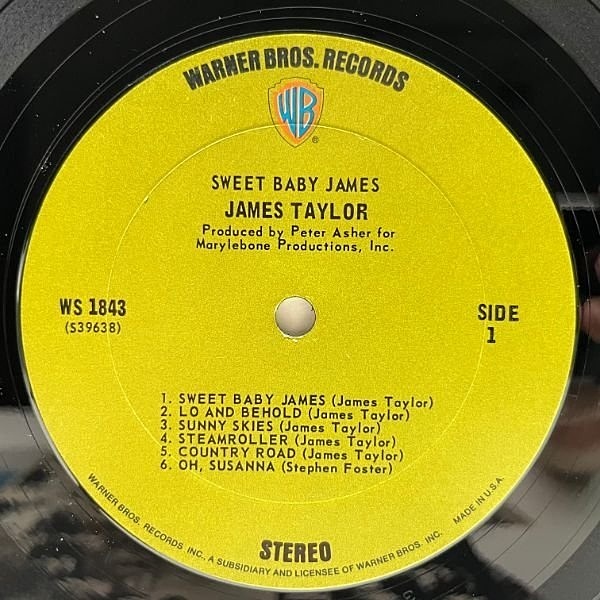 WARNER BROS. RECORDS
WB
®
SWEET BABY JAMES
JAMES TAYLOR
Produced by Peter Asher for
Marylebone Productions, Inc.
WS 1843
(S39638)
SIDE
1
1. SWEET BABY JAMES (James Taylor)
2. LO AND BEHOLD (James Taylor)
3. SUNNY SKIES (James Taylor)
4. STEAMROLLER (James Taylor)
5. COUNTRY ROAD (James Taylor)
6. OH, SUSANNA (Stephen Foster)
STEREO
WARNER BROS. RECORDS INC., A SUBSIDIARY AND LICENSEE OF WARNER BROS. INC. MADE IN U.S.A.